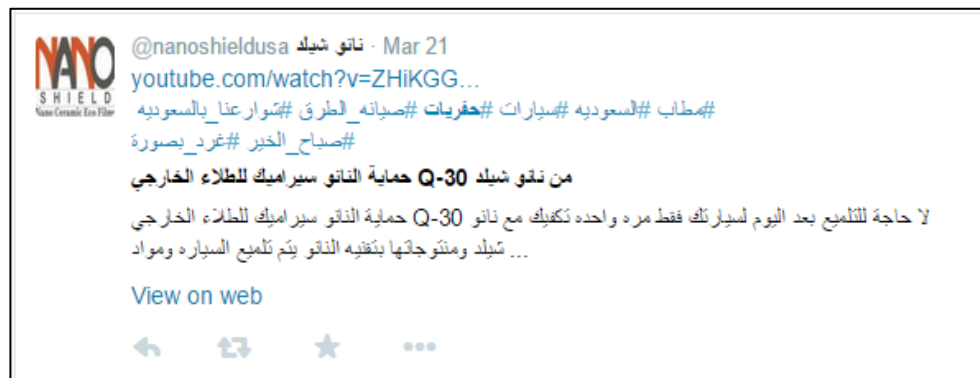 NANO
SHIELD
Nano Ceramic Eco Filter
نانو شيلد @nanoshieldusa · Mar 21
youtube.com/watch?v=ZHiKGG...
#مطاب #السعوديه #سيارات #حفريات #صيانه_الطرق #شوارعنا_بالسعوديه
#صباح_الخير #غرد_بصورة
حماية النانو سيراميك للطلاء الخارجي Q-30 من نانو شيلد
حماية النانو سيراميك للطلاء الخارجي Q-30 لا حاجة للتلميع بعد اليوم لسيارتك فقط مره واحده تكفيك مع نانو
شيلد ومنتوجاتها بتقنيه النانو يتم تلميع السياره ومواد ...
View on web